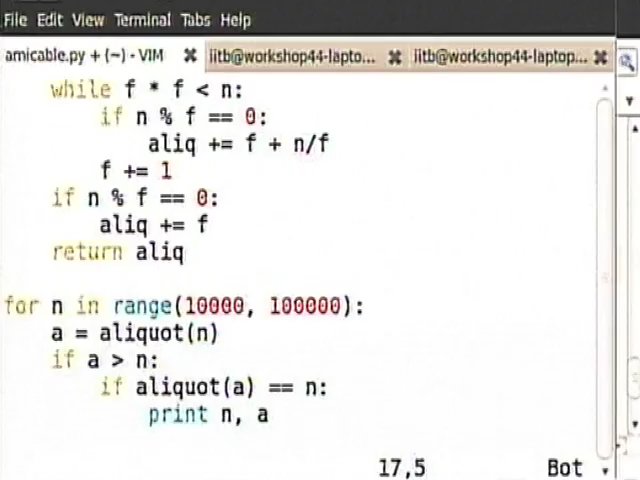 File Edit View Terminal Tabs Help
amicable.py + (~) - VIM iitb@workshop44-lapto... iitb@workshop44-laptop...
while f * f < n:
if n % f == 0:
aliq += f + n/f
f += 1
if n % f == 0:
aliq += f
return aliq
for n in range(10000, 100000):
a = aliquot(n)
if a > n:
if aliquot(a) == n:
print n, a
17,5 Bot